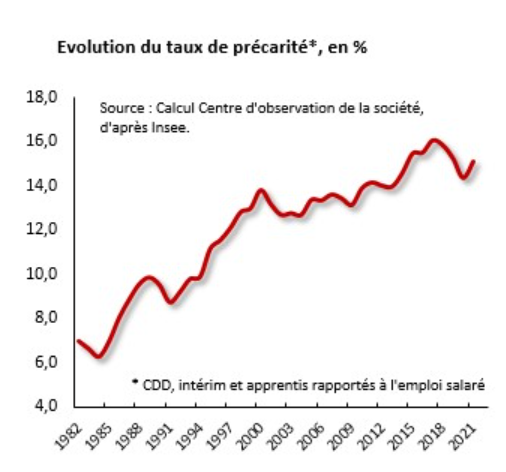 Evolution du taux de précarité*, en %
18,0
Source : Calcul Centre d'observation de la société,
d'après Insee.
16,0
14,0
12,0
10,0
8,0
6,0
* CDD, intérim et apprentis rapportés à l'emploi salaré
4,0
1982 1985 1988 1991 1994 1997 2000 2003 2006 2009 2012 2015 2018 2021